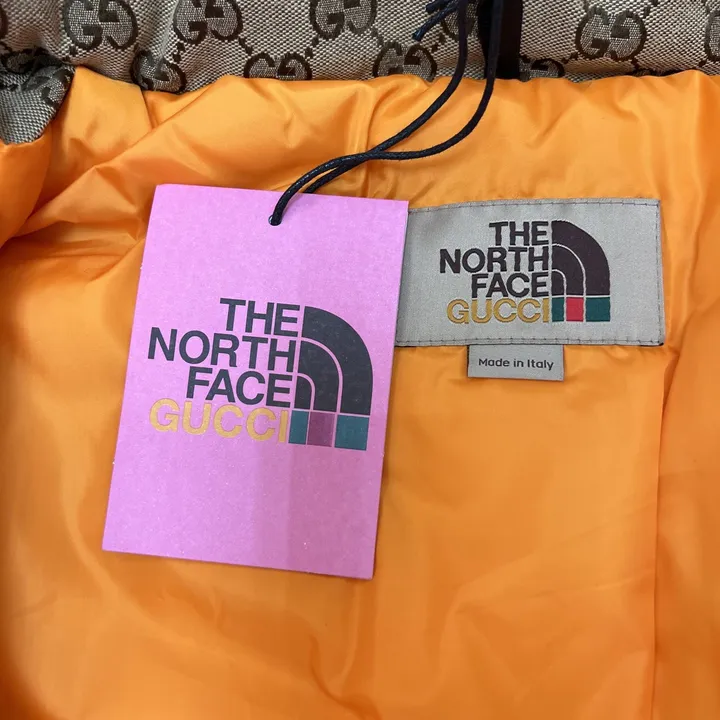 THE
NORTH
FACE
GUCCI
THE
NORTH
FACE
GUCCI
Made in Italy